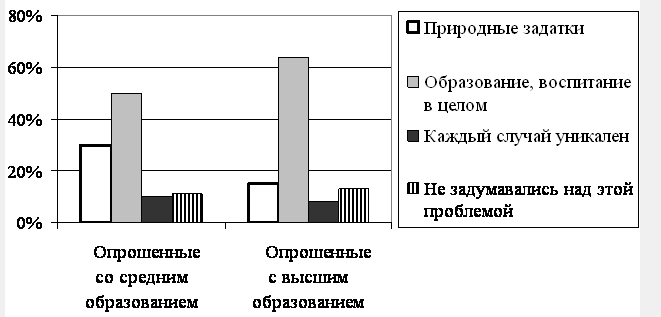 80%
60%
40%
20%
0%
Опрошенные
со средним
образованием
Опрошенные
с высшим
образованием
Природные задатки
Образование, воспитание
в целом
Каждый случай уникален
Не задумавались над этой
проблемой